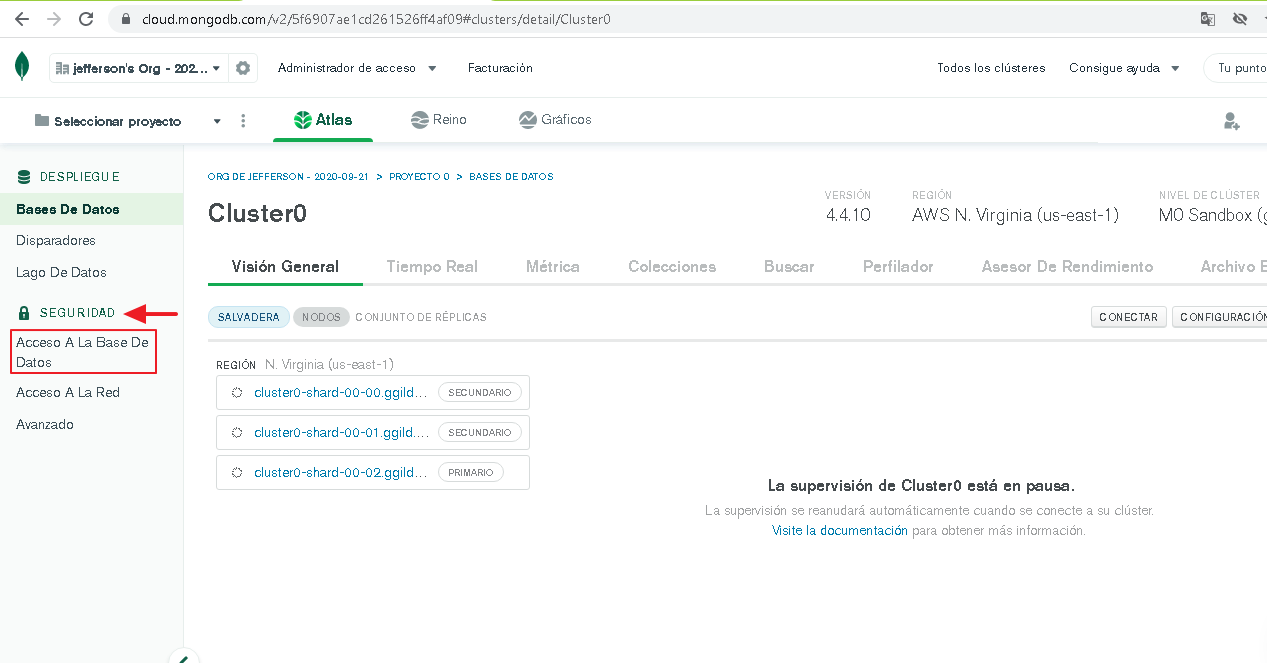 cloud.mongodb.com/v2/5f6907ae1cd261526ff4af09#clusters/detail/Cluster0
jefferson's Org - 202... Administrador de acceso Facturación Todos los clústeres Consigue ayuda Tu punto
Seleccionar proyecto Atlas Reino Gráficos
DESPLIEGUE
Bases De Datos
Disparadores
Lago De Datos
SEGURIDAD
Acceso A La Base De
Datos
Acceso A La Red
Avanzado
ORG DE JEFFERSON - 2020-09-21 > PROYECTO 0 > BASES DE DATOS
Cluster0
VERSIÓN
4.4.10
REGIÓN
AWS N. Virginia (us-east-1)
NIVEL DE CLÚSTER
M0 Sandbox (g
Visión General Tiempo Real Métrica Colecciones Buscar Perfilador Asesor De Rendimiento Archivo E
SALVADERA NODOS CONJUNTO DE RÉPLICAS CONECTAR CONFIGURACIÓN
REGIÓN N. Virginia (us-east-1)
cluster0-shard-00-00.ggild... SECUNDARIO
cluster0-shard-00-01.ggild.... SECUNDARIO
cluster0-shard-00-02.ggild... PRIMARIO
La supervisión de Cluster0 está en pausa.
La supervisión se reanudará automáticamente cuando se conecte a su clúster.
Visite la documentación para obtener más información.